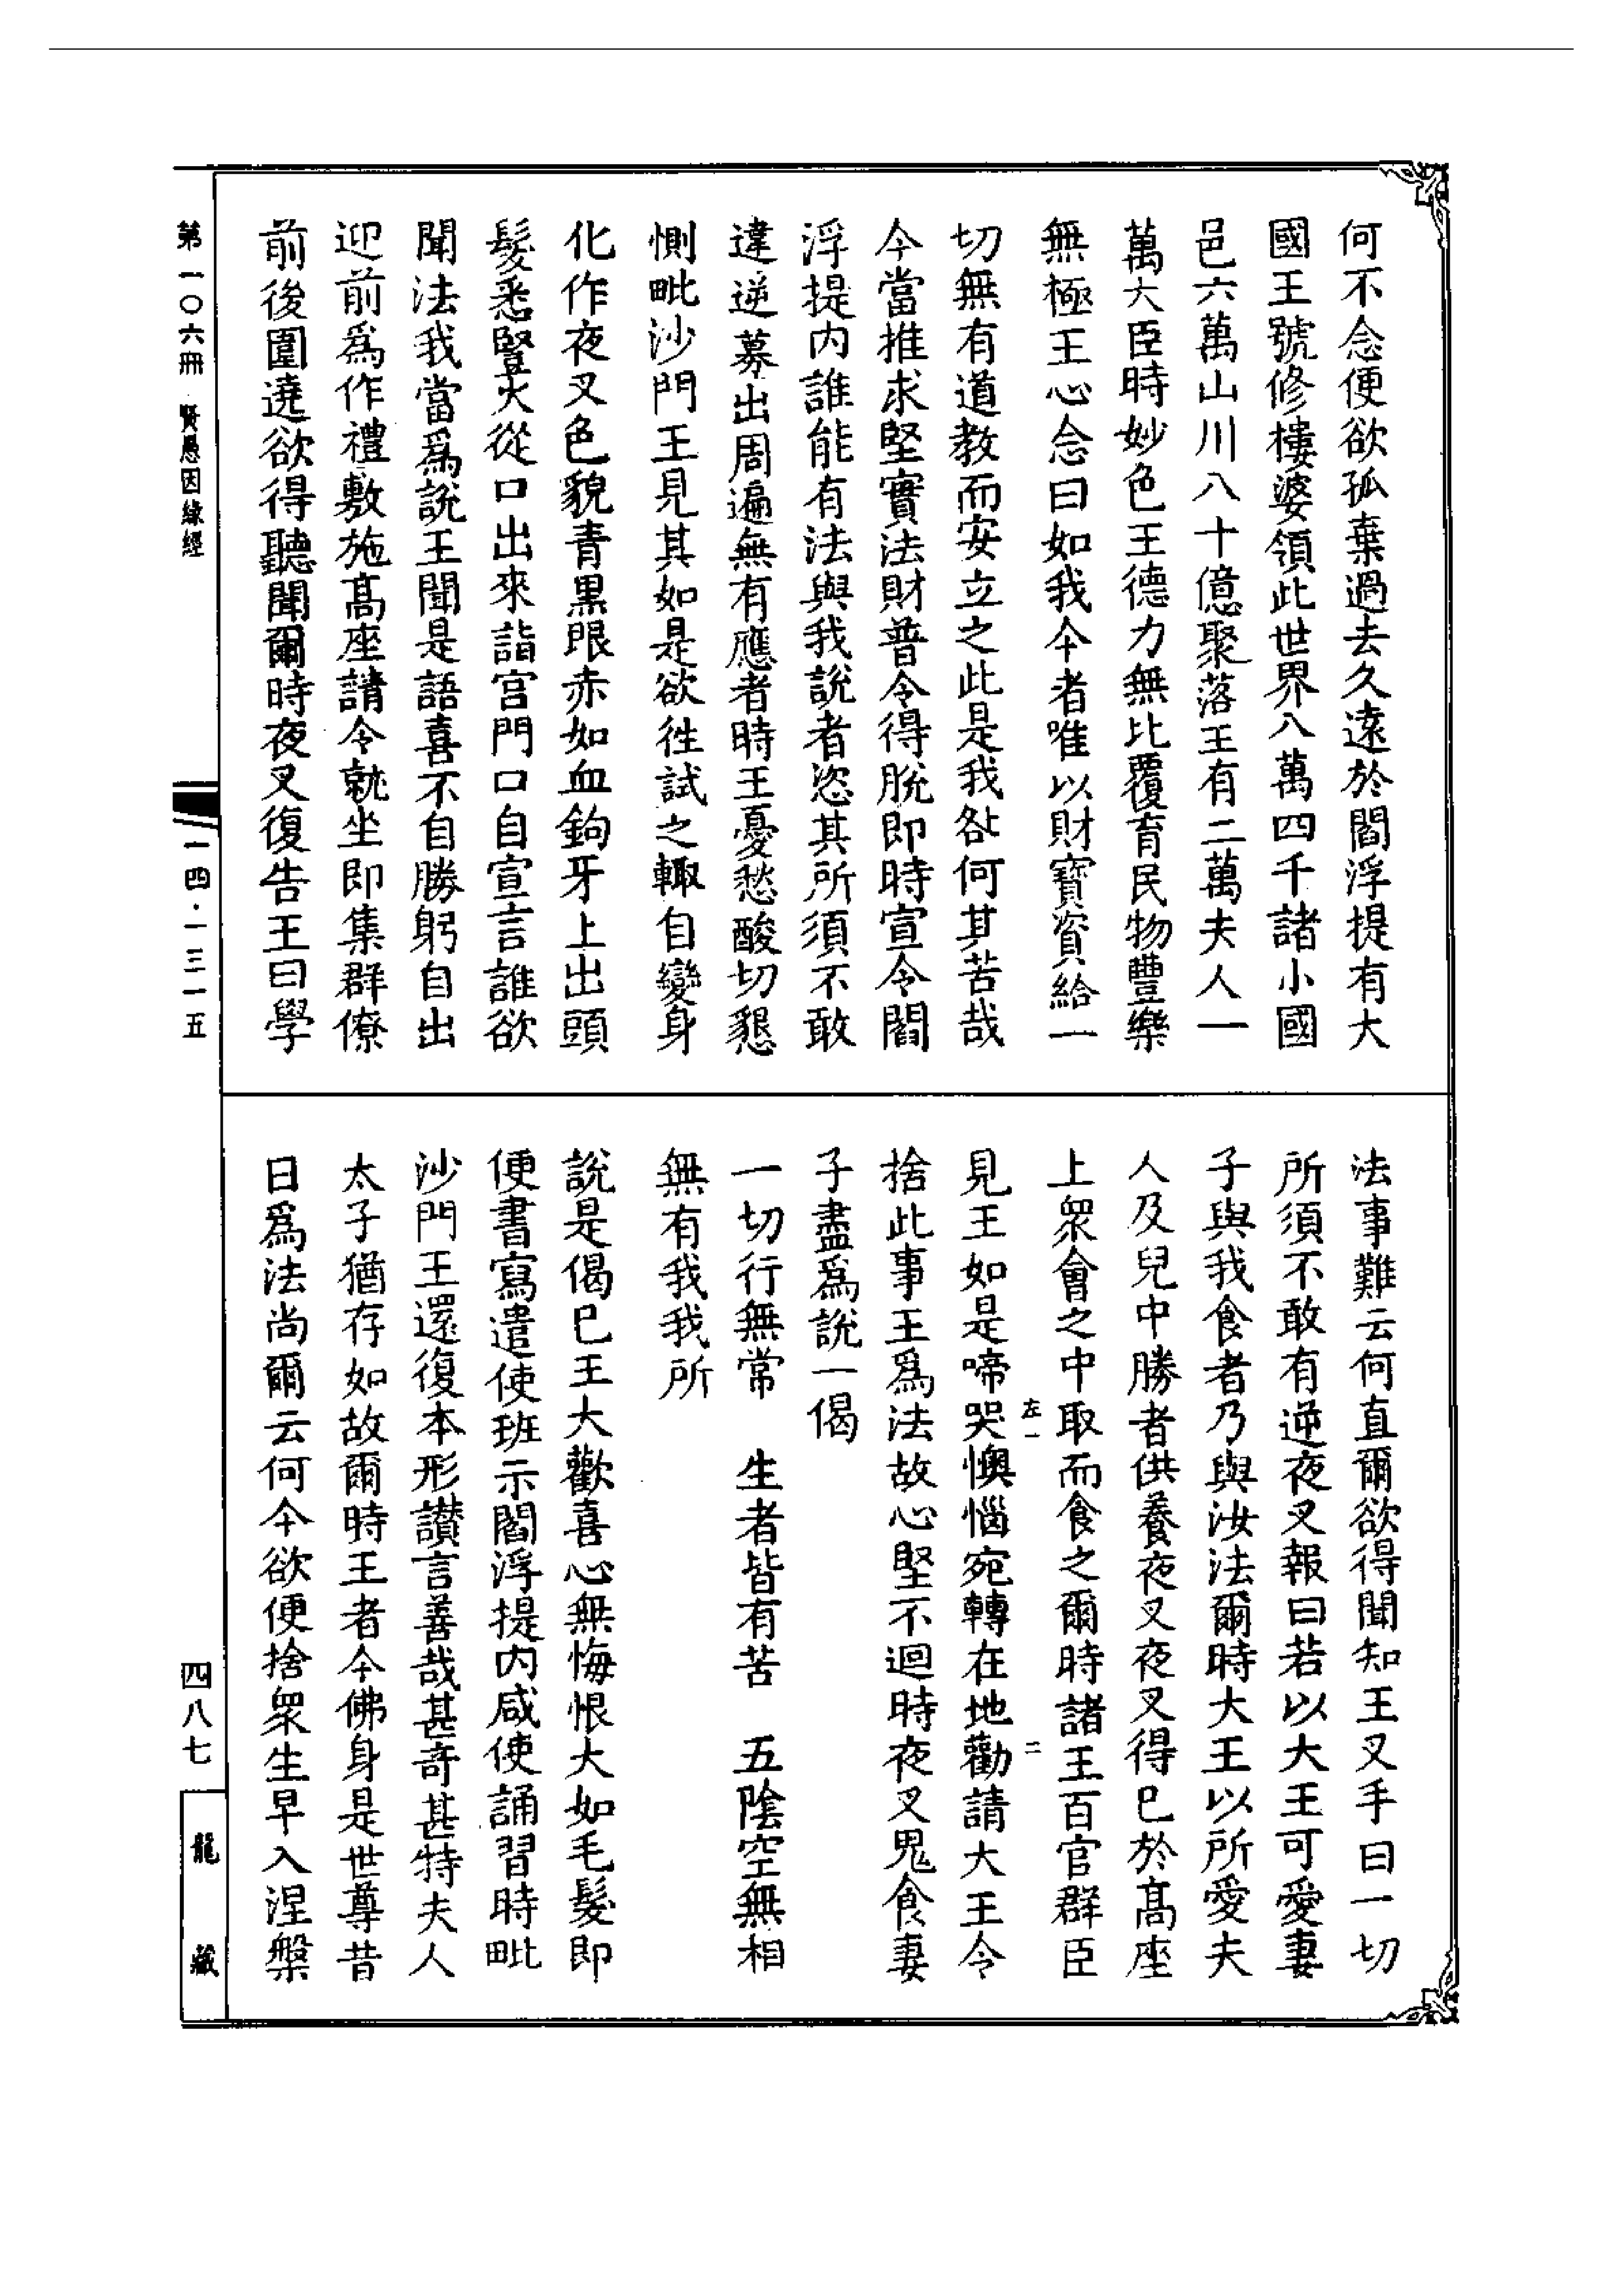 何不念便欲孤棄過去久遠於閻浮提有大
國王號修樓婆領此世界八萬四千諸小國
邑六萬山川八十億聚落王有二萬夫人一
萬大臣時妙色王德力無比覆育民物豐樂
無極王心念曰如我今者唯以財寶資給一
切無有道教而安立之此是我咎何其苦哉
今當推求堅實法財普令得脫即時宣令閻
浮提內誰能有法與我說者恣其所須不敢
違逆募出周遍無有應者時王憂愁酸切懇
惻毗沙門王見其如是欲往試之輙自變身
化作夜叉色貌青黑眼赤如血鉤牙上出頭
髮悉豎火從口出來詣宮門口自宣言誰欲
聞法我當為說王聞是語喜不自勝躬自出
迎前為作禮敷施髙座請令就坐即集群僚
前後圍遶欲得聽聞爾時夜叉復告王曰學
法事難云何直爾欲得聞知王叉手曰一切
所須不敢有逆夜叉報曰若以大王可愛妻
子與我食者乃與汝法爾時大王以所愛夫
人及兒中勝者供養夜叉夜叉得已於髙座
上眾會之中取而食之爾時諸王百官群臣
見王如是啼哭懊惱宛轉在地勸請大王令
捨此事王為法故心堅不迴時夜叉鬼食妻
子盡為說一偈
一切行無常　生者皆有苦　五陰空無相
無有我我所
說是偈已王大歡喜心無悔恨大如毛髮即
便書寫遣使班示閻浮提內咸使誦習時毗
沙門王還復本形讚言善哉甚奇甚特夫人
太子猶存如故爾時王者今佛身是世尊昔
日為法尚爾云何今欲便捨眾生早入涅槃
左一
二
第一〇六冊　賢愚因緣經
一四·一三一五
四八七
龍藏